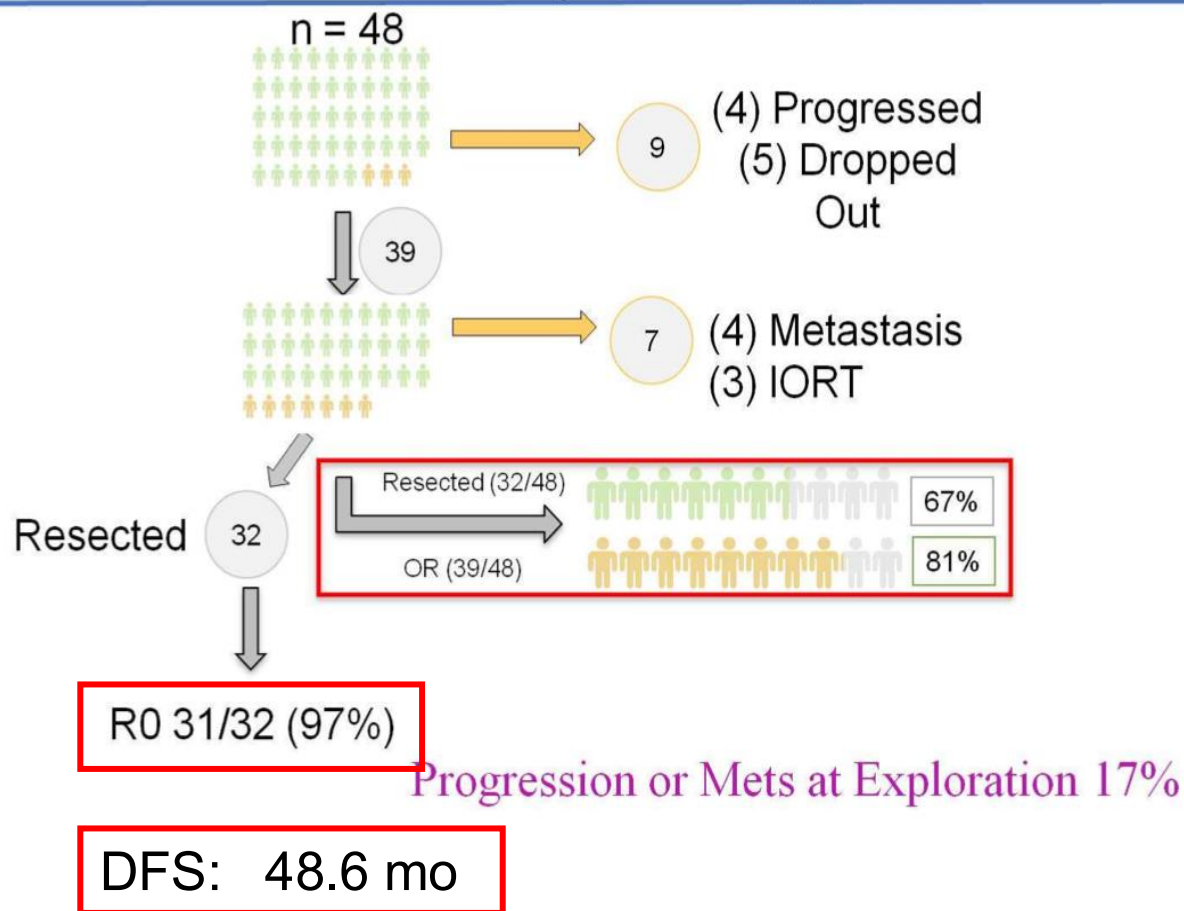 n = 48
9
(4) Progressed
(5) Dropped
Out
39
7
(4) Metastasis
(3) IORT
Resected
32
Resected (32/48)
67%
OR (39/48)
81%
R0 31/32 (97%)
Progression or Mets at Exploration 17%
DFS: 48.6 mo